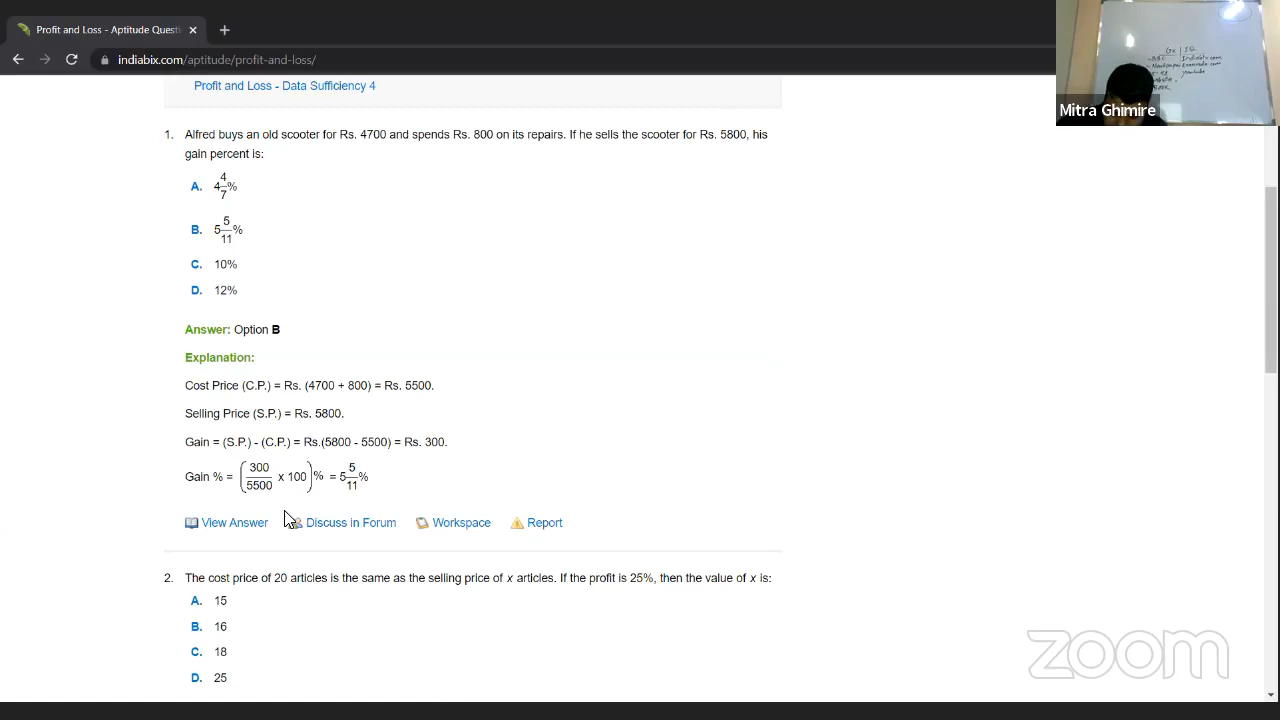 Profit and Loss - Aptitude Questi
indiabix.com/aptitude/profit-and-loss/
Profit and Loss - Data Sufficiency 4
1. Alfred buys an old scooter for Rs. 4700 and spends Rs. 800 on its repairs. If he sells the scooter for Rs. 5800, his
gain percent is:
A. 4 4/7 %
B. 5 5/11 %
C. 10%
D. 12%
Answer: Option B
Explanation:
Cost Price (C.P.) = Rs. (4700 + 800) = Rs. 5500.
Selling Price (S.P.) = Rs. 5800.
Gain = (S.P.) - (C.P.) = Rs.(5800 - 5500) = Rs. 300.
Gain % = (300/5500 x 100)% = 5 5/11 %
View Answer Discuss in Forum Workspace Report
2. The cost price of 20 articles is the same as the selling price of x articles. If the profit is 25%, then the value of x is:
A. 15
B. 16
C. 18
D. 25
Mitra Ghimire
zoom